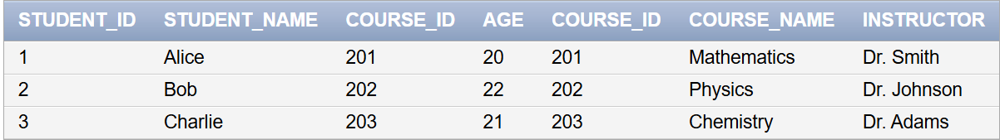 STUDENT_ID STUDENT_NAME COURSE_ID AGE COURSE_ID COURSE_NAME INSTRUCTOR
1 Alice 201 20 201 Mathematics Dr. Smith
2 Bob 202 22 202 Physics Dr. Johnson
3 Charlie 203 21 203 Chemistry Dr. Adams